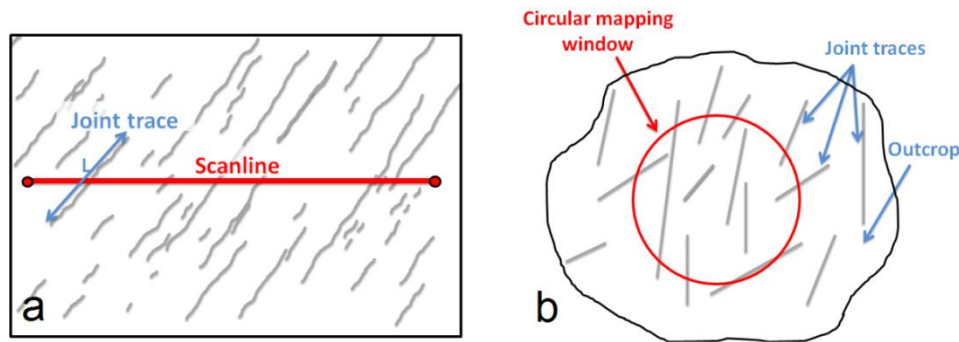 Joint trace
L
Scanline
a
Circular mapping
window
Joint traces
Outcrop
b